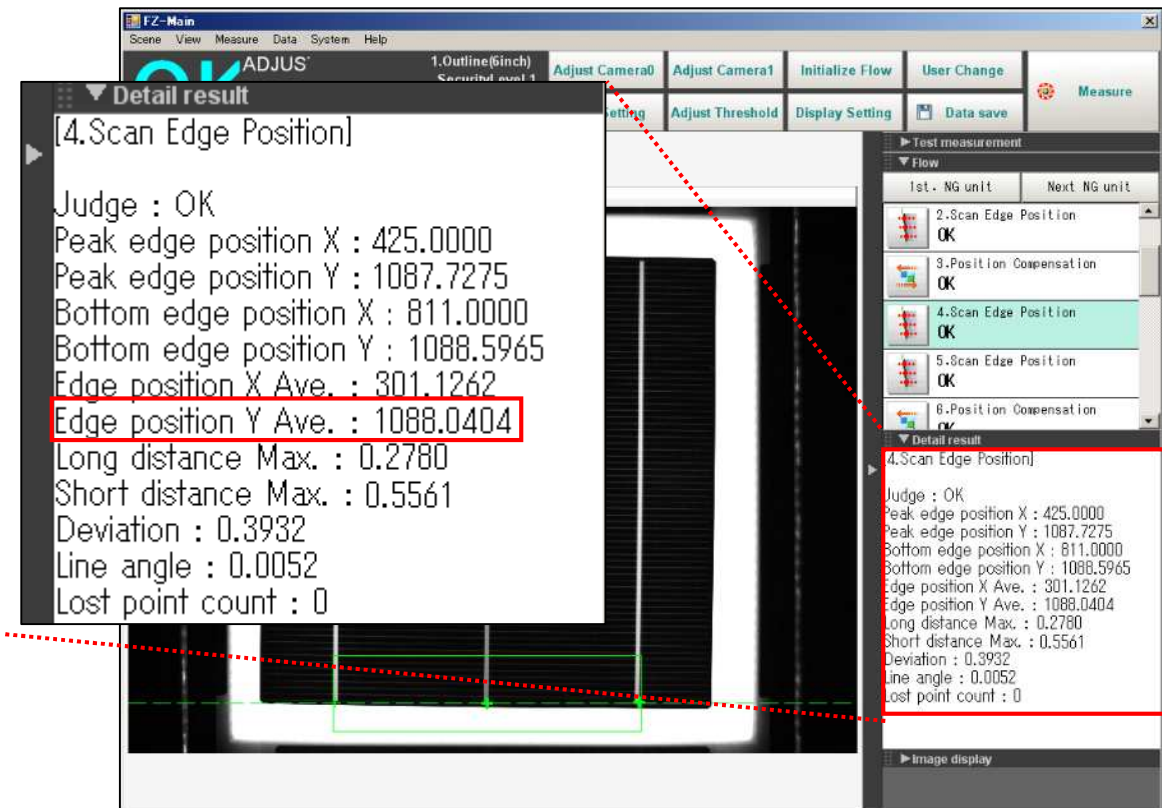 FZ-Main
Scene View Measure Data System Help
OK ADJUS
1.Outline(6inch)
SecurityLevel 1
Adjust Camera0
Adjust Camera1
Initialize Flow
User Change
Measure
etting
Adjust Threshold
Display Setting
Data save
▼Detail result
[4.Scan Edge Position]
Judge : OK
Peak edge position X : 425.0000
Peak edge position Y : 1087.7275
Bottom edge position X : 811.0000
Bottom edge position Y : 1088.5965
Edge position X Ave. : 301.1262
Edge position Y Ave. : 1088.0404
Long distance Max. : 0.2780
Short distance Max. : 0.5561
Deviation : 0.3932
Line angle : 0.0052
Lost point count : 0
▶Test measurement
▼Flow
1st. NG unit
Next NG unit
2.Scan Edge Position
OK
3.Position Compensation
OK
4.Scan Edge Position
OK
5.Scan Edge Position
OK
6.Position Compensation
OK
▼Detail result
[4.Scan Edge Position]
Judge : OK
Peak edge position X : 425.0000
Peak edge position Y : 1087.7275
Bottom edge position X : 811.0000
Bottom edge position Y : 1088.5965
Edge position X Ave. : 301.1262
Edge position Y Ave. : 1088.0404
Long distance Max. : 0.2780
Short distance Max. : 0.5561
Deviation : 0.3932
Line angle : 0.0052
Lost point count : 0
▶Image display